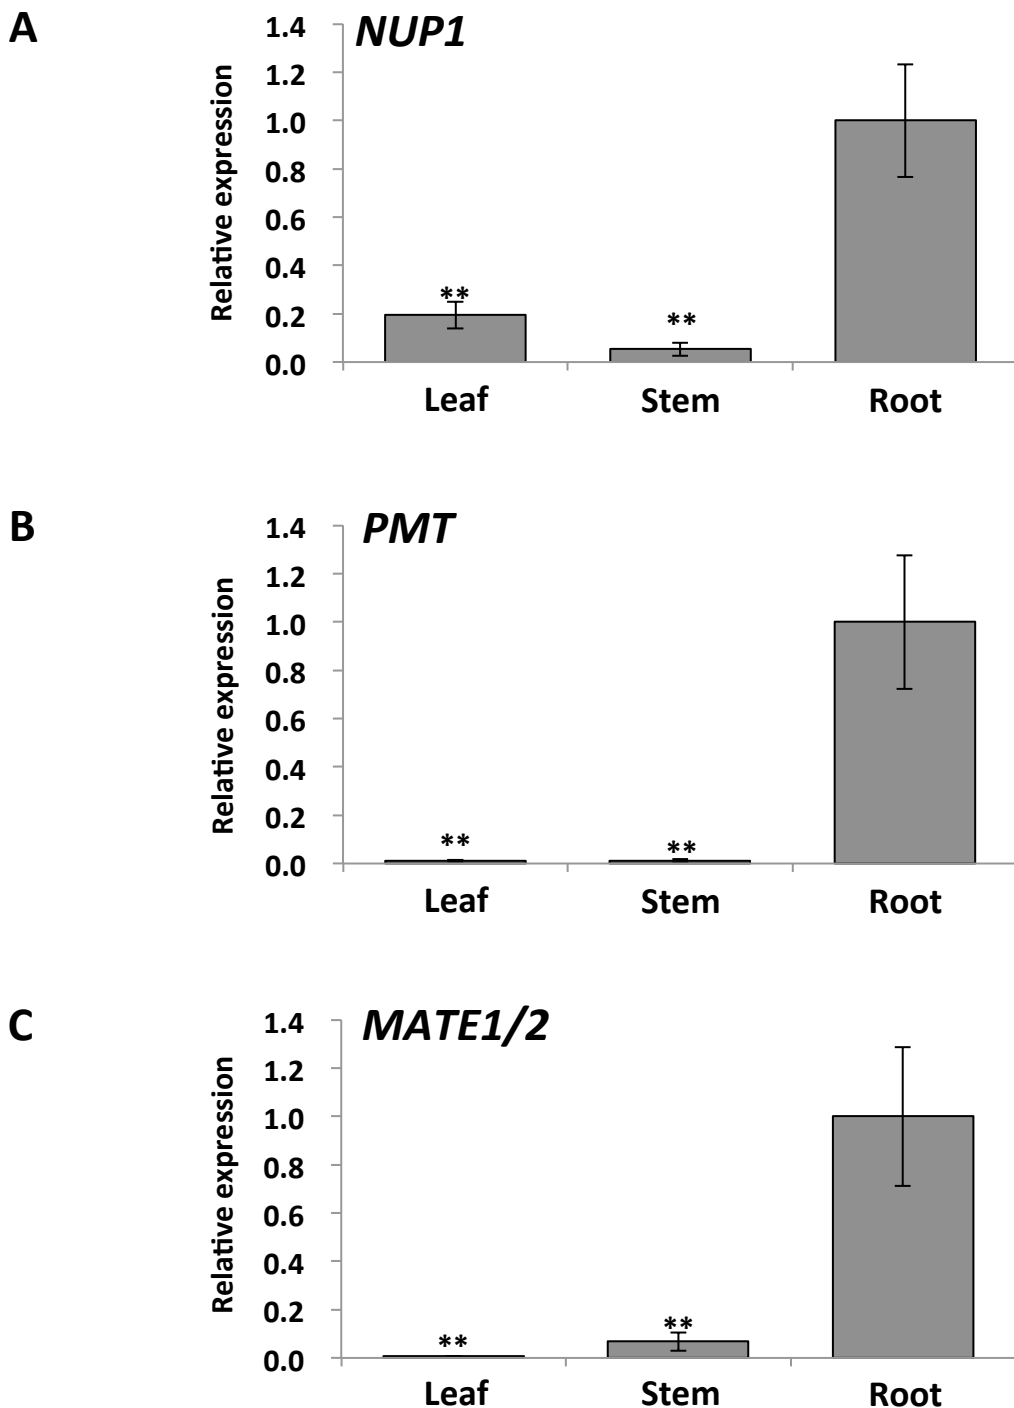 A
NUP1
Relative expression
1.4
1.2
1.0
0.8
0.6
0.4
0.2
0.0
**
**
Leaf Stem Root
B
PMT
Relative expression
1.4
1.2
1.0
0.8
0.6
0.4
0.2
0.0
**
**
Leaf Stem Root
C
MATE1/2
Relative expression
1.4
1.2
1.0
0.8
0.6
0.4
0.2
0.0
**
**
Leaf Stem Root